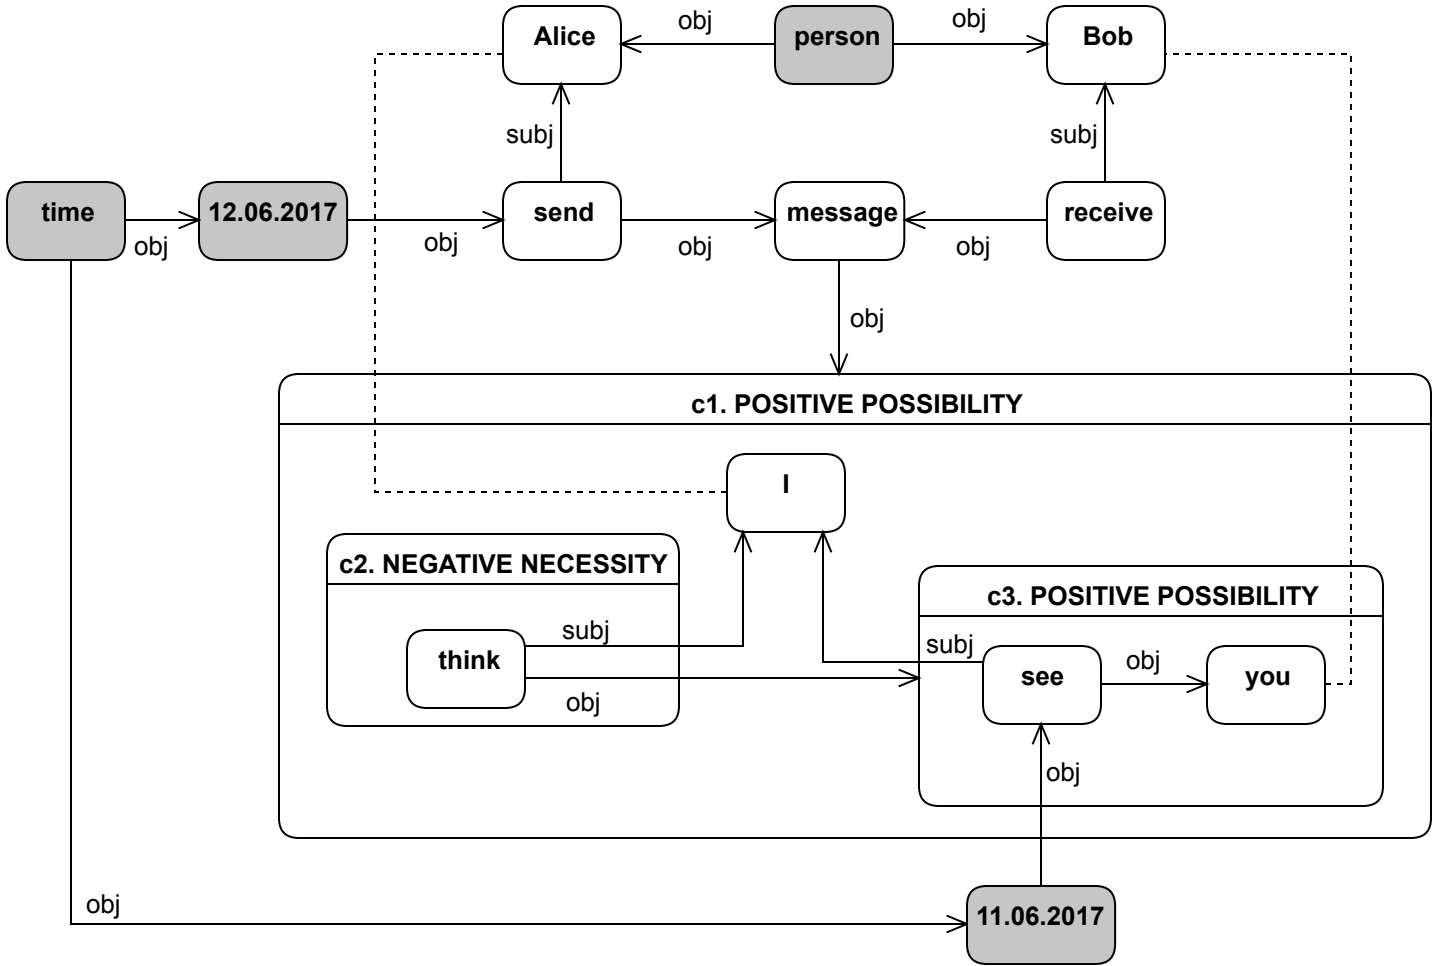 obj
obj
Alice
person
Bob
subj
subj
time
12.06.2017
send
message
receive
obj
obj
obj
obj
obj
c1. POSITIVE POSSIBILITY
I
c2. NEGATIVE NECESSITY
c3. POSITIVE POSSIBILITY
subj
subj
think
obj
see
you
obj
obj
obj
11.06.2017